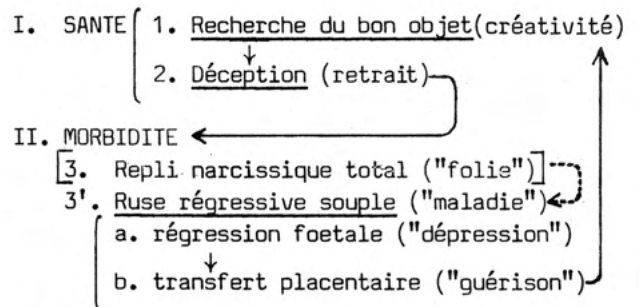 I. SANTE 1. Recherche du bon objet(créativité)
2. Déception (retrait)
II. MORBIDITE
[3. Repli narcissique total ("folie")]
3'. Ruse régressive souple ("maladie")
a. régression foetale ("dépression")
b. transfert placentaire ("guérison")